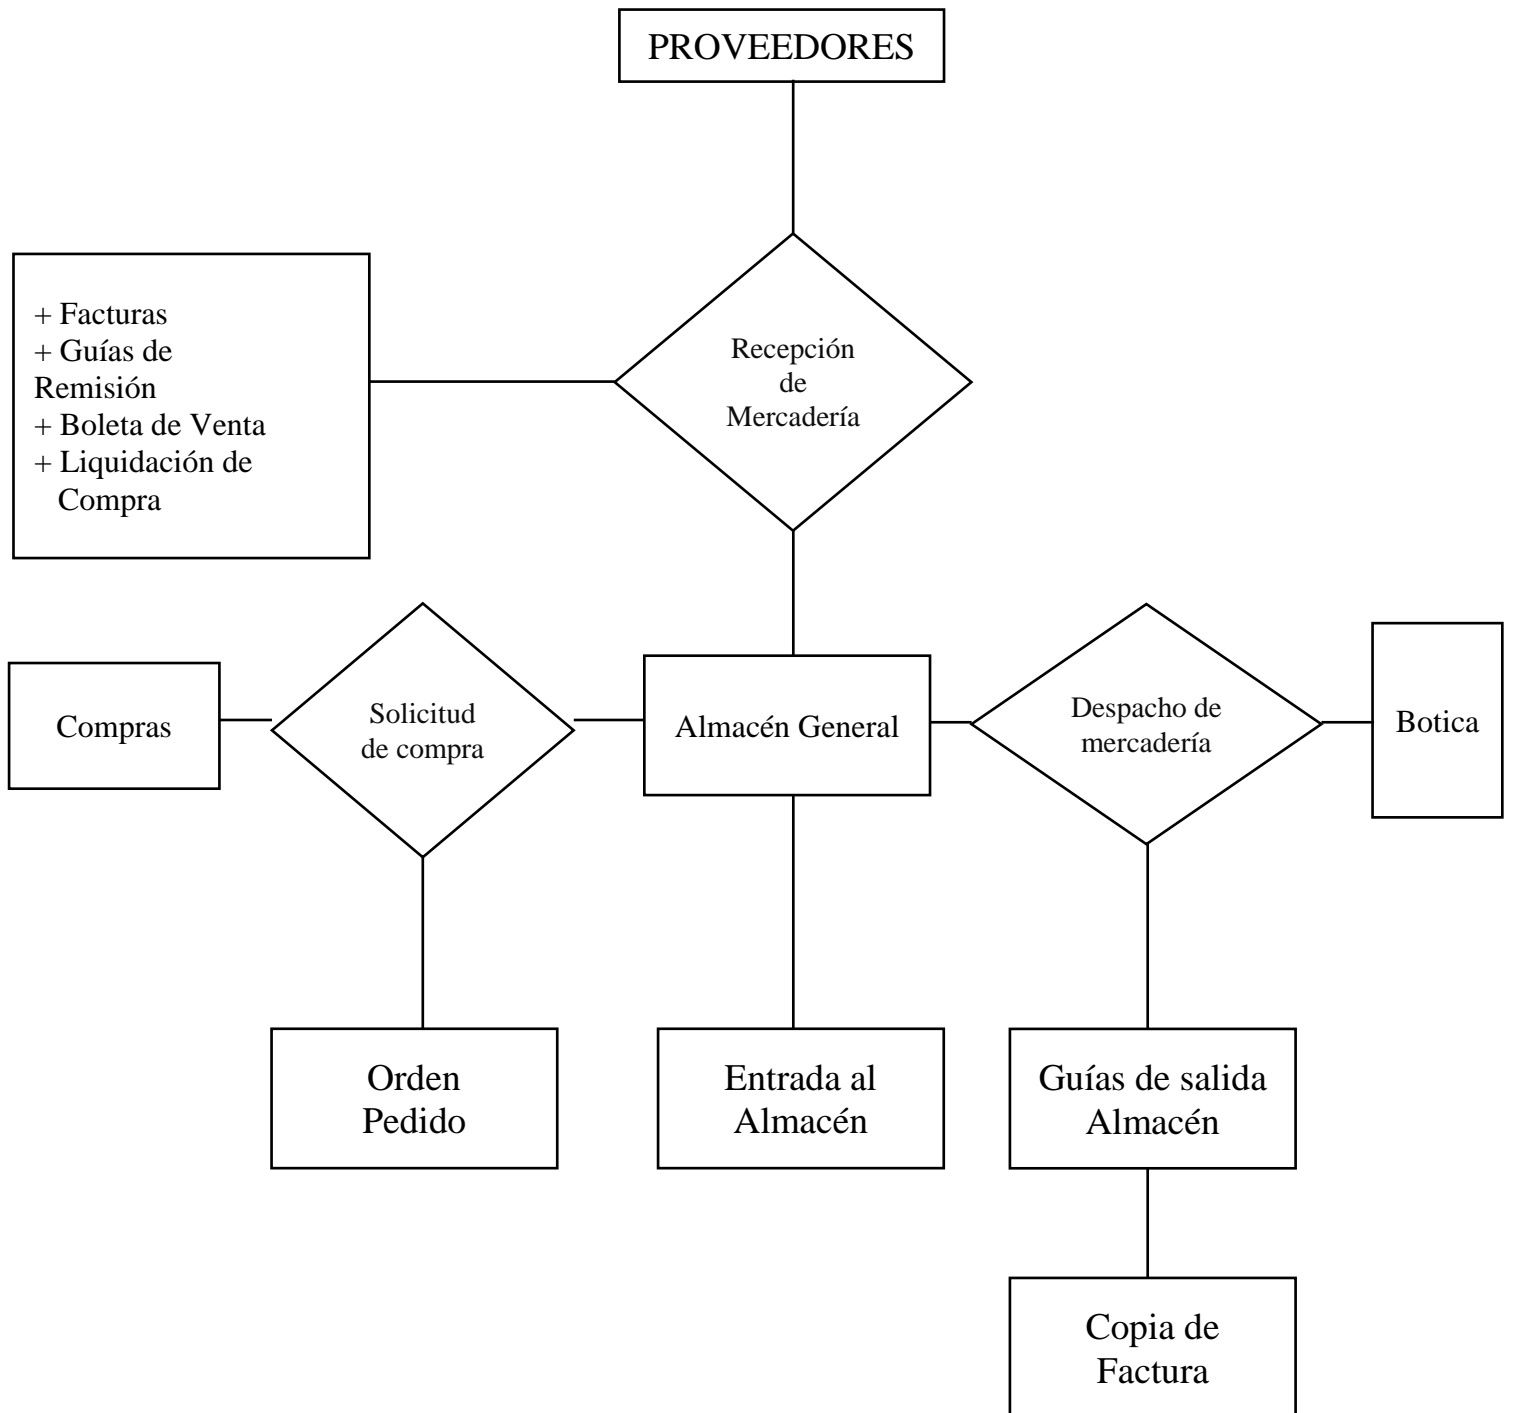 PROVEEDORES
+ Facturas
+ Guías de
Remisión
+ Boleta de Venta
+ Liquidación de
Compra
Recepción
de
Mercadería
Compras
Solicitud
de compra
Almacén General
Despacho de
mercadería
Botica
Orden
Pedido
Entrada al
Almacén
Guías de salida
Almacén
Copia de
Factura